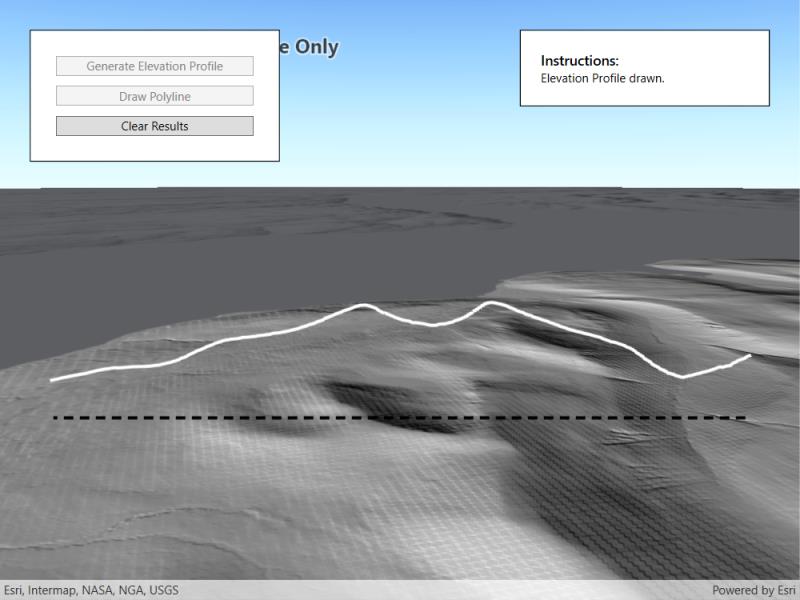 e Only
Generate Elevation Profile
Draw Polyline
Clear Results
Instructions:
Elevation Profile drawn.
Esri, Intermap, NASA, NGA, USGS
Powered by Esri